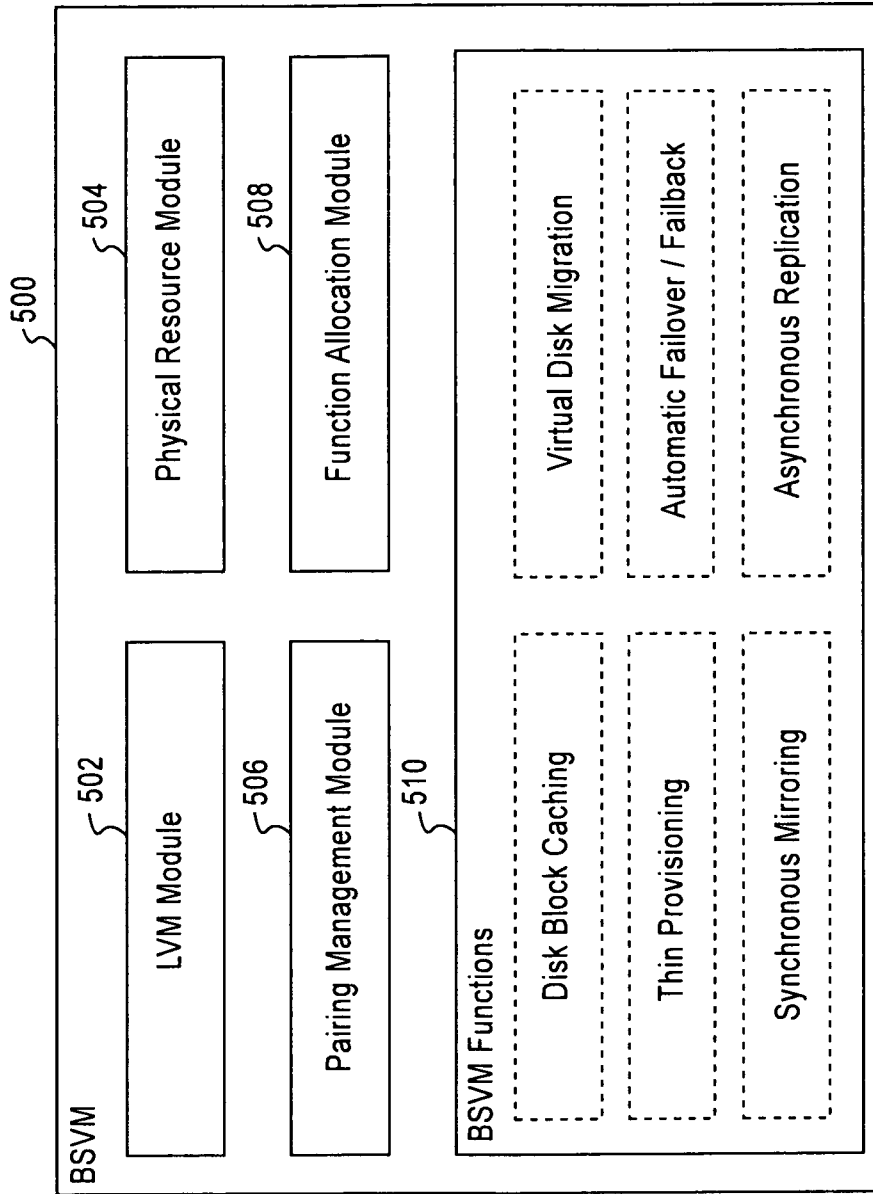 500
BSVM
502
LVM Module
504
Physical Resource Module
506
Pairing Management Module
508
Function Allocation Module
510
BSVM Functions
Disk Block Caching
Virtual Disk Migration
Thin Provisioning
Automatic Failover / Failback
Synchronous Mirroring
Asynchronous Replication